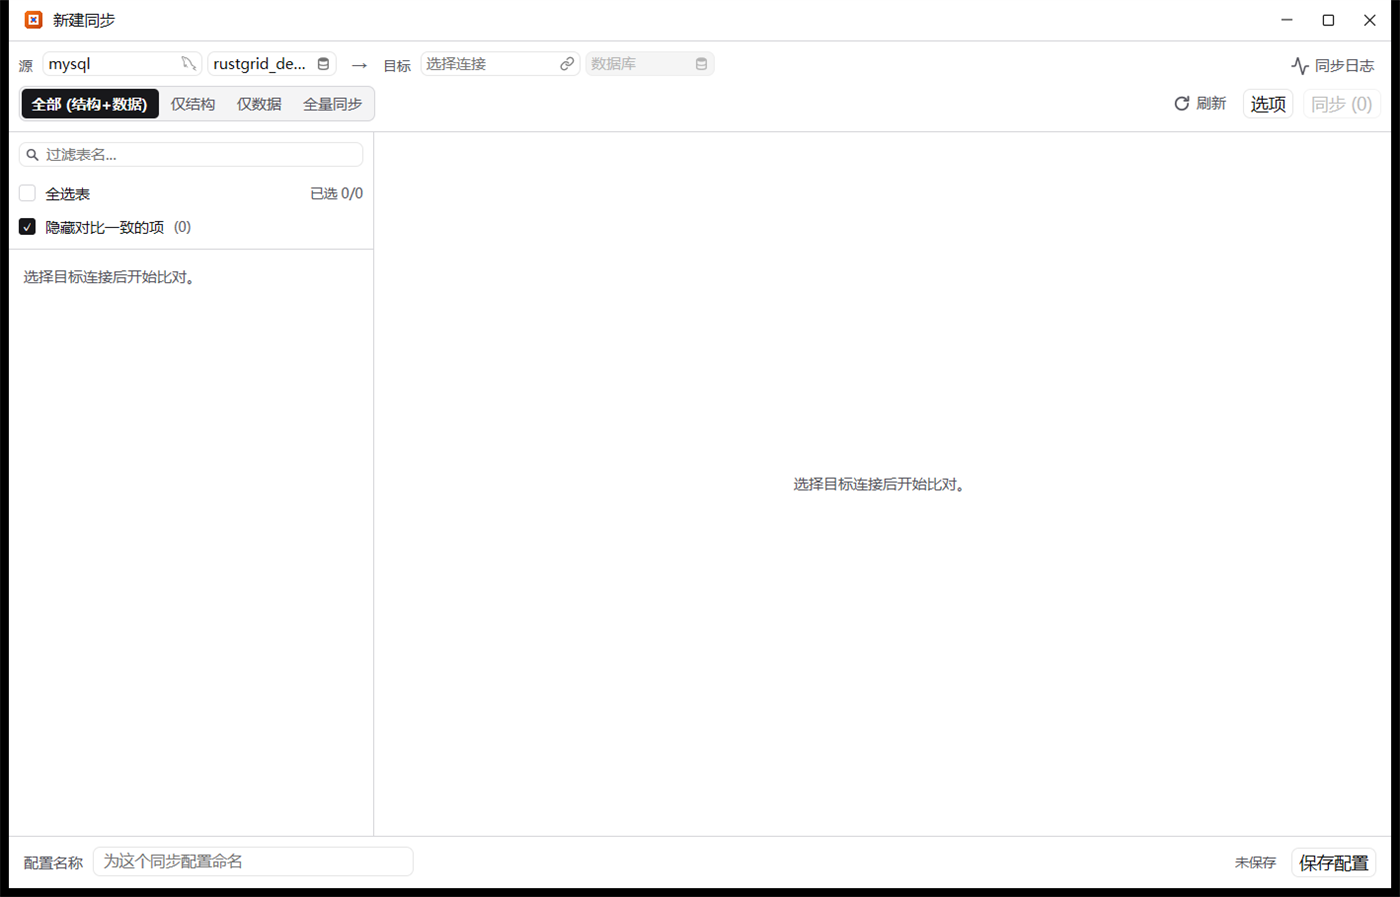 新建同步
源 mysql rustgrid_de... → 目标 选择连接 数据库 同步日志
全部 (结构+数据) 仅结构 仅数据 全量同步 刷新 选项 同步 (0)
过滤表名...
全选表 已选 0/0
隐藏对比一致的项 (0)
选择目标连接后开始比对。
选择目标连接后开始比对。
配置名称 为这个同步配置命名 未保存 保存配置